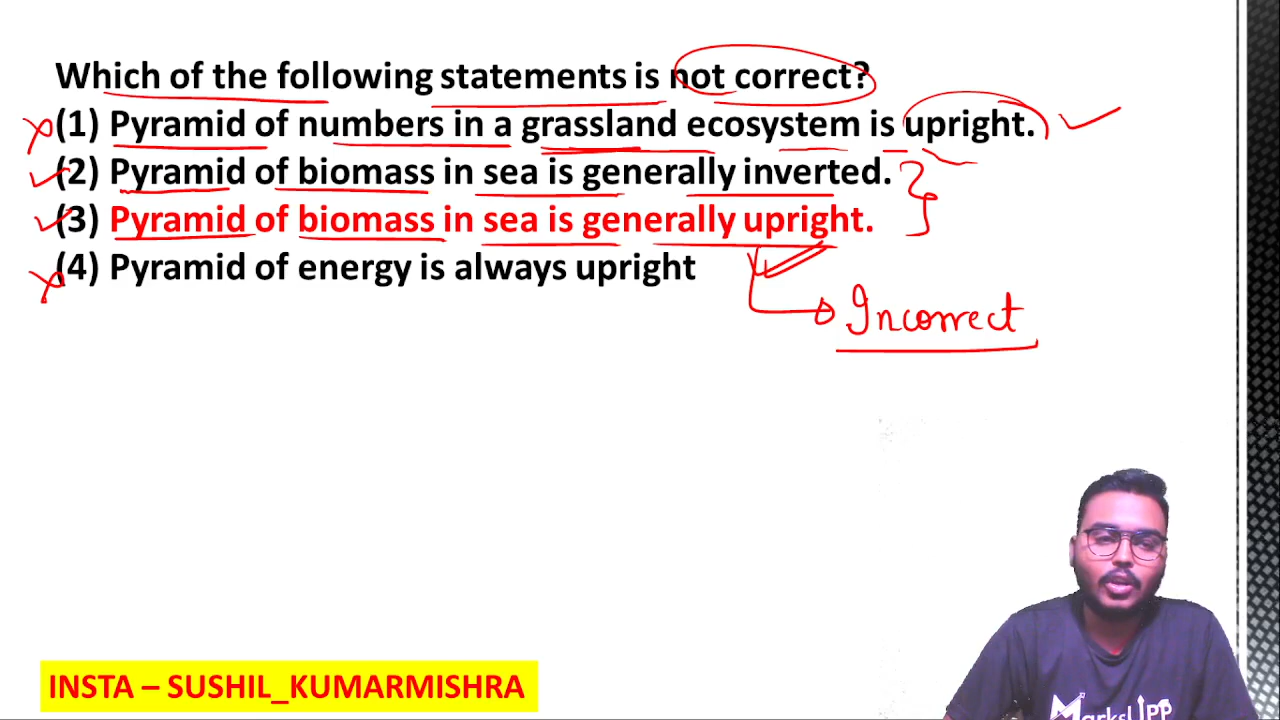 Which of the following statements is not correct?
(1) Pyramid of numbers in a grassland ecosystem is upright.
(2) Pyramid of biomass in sea is generally inverted.
(3) Pyramid of biomass in sea is generally upright.
(4) Pyramid of energy is always upright
Incorrect
INSTA – SUSHIL_KUMARMISHRA
MarksUpp